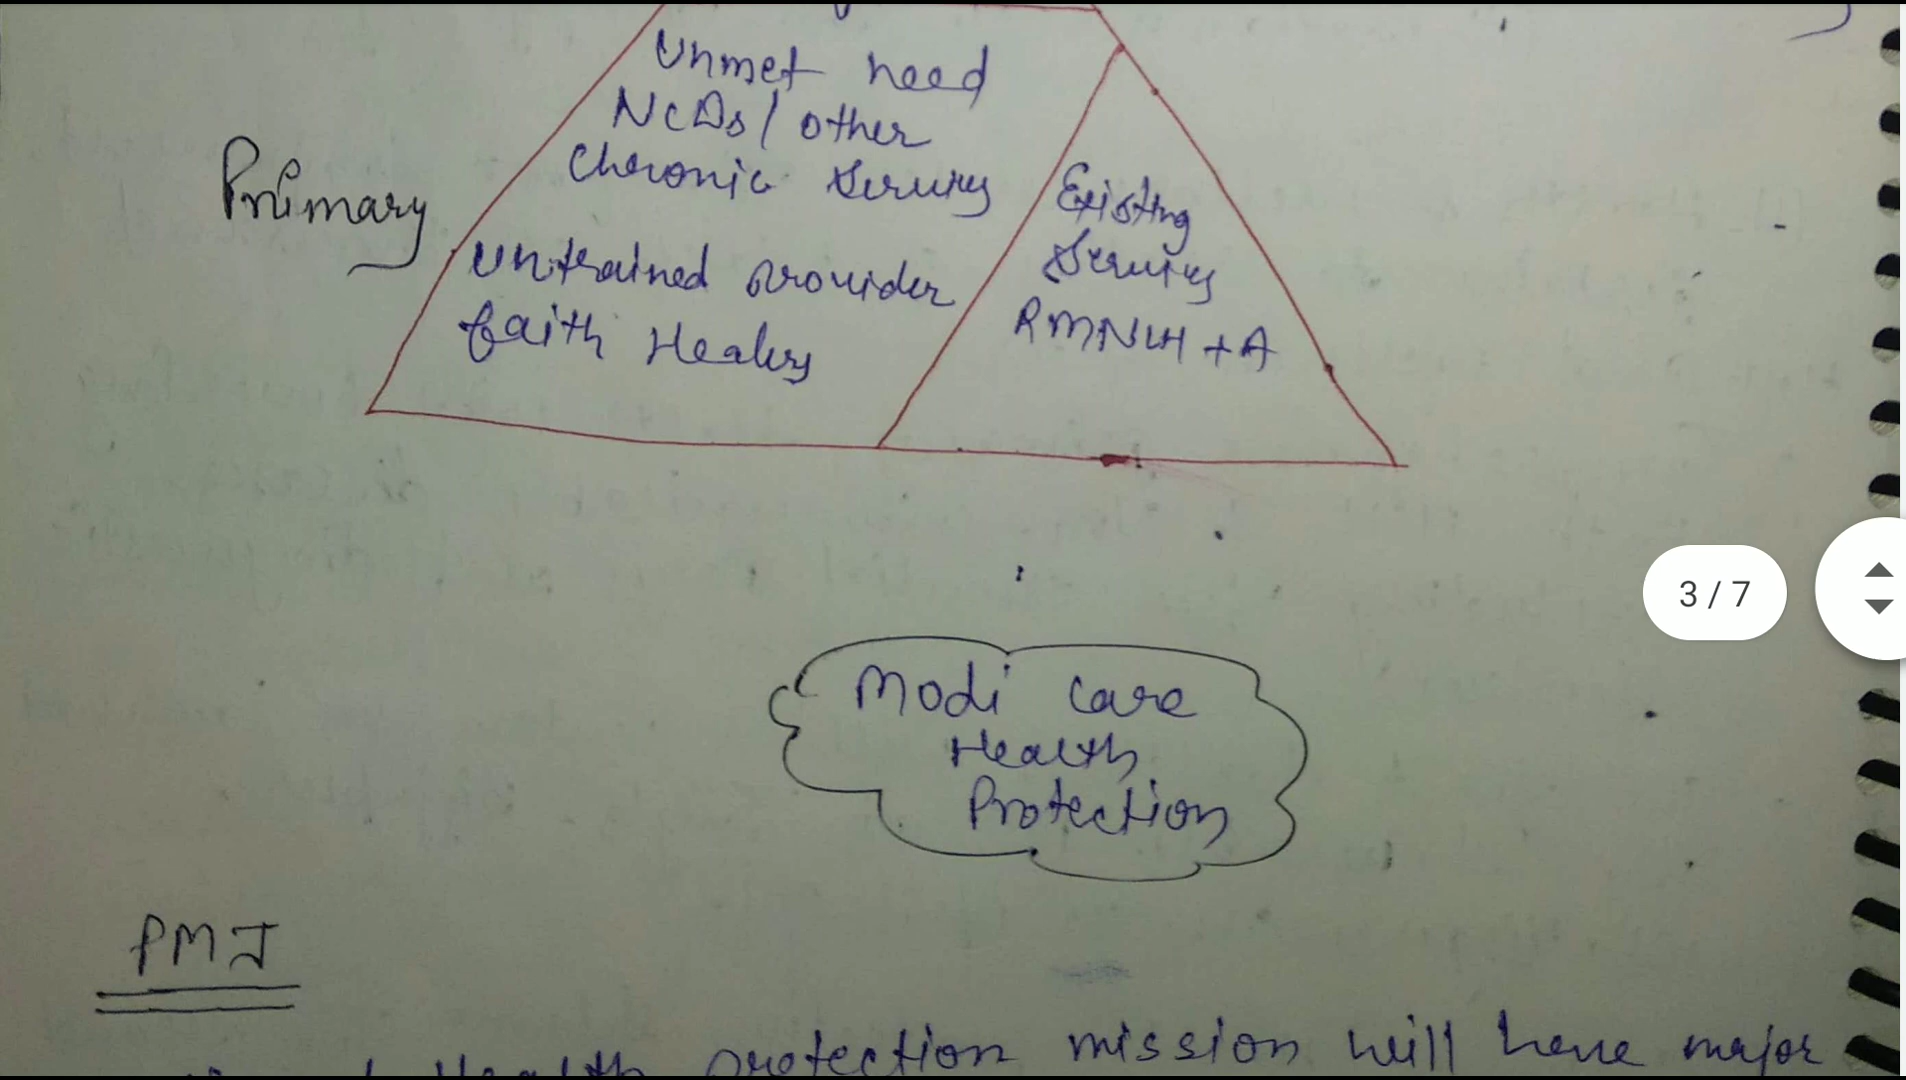 Unmet need
NCDs / other
Chronic Services
Primary
Untrained provider
faith Healers
Existing
Services
RMNCH + A
3 / 7
Modi care
Health
Protection
PMJ
Health protection mission will have major